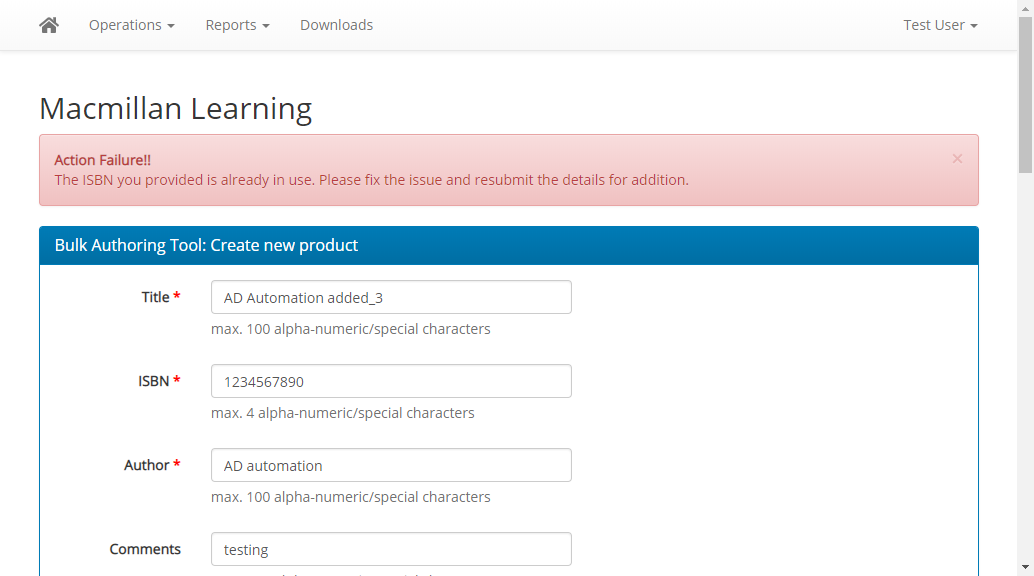 Operations Reports Downloads Test User
Macmillan Learning
Action Failure!! ×
The ISBN you provided is already in use. Please fix the issue and resubmit the details for addition.
Bulk Authoring Tool: Create new product
Title * AD Automation added_3
max. 100 alpha-numeric/special characters
ISBN * 1234567890
max. 4 alpha-numeric/special characters
Author * AD automation
max. 100 alpha-numeric/special characters
Comments testing